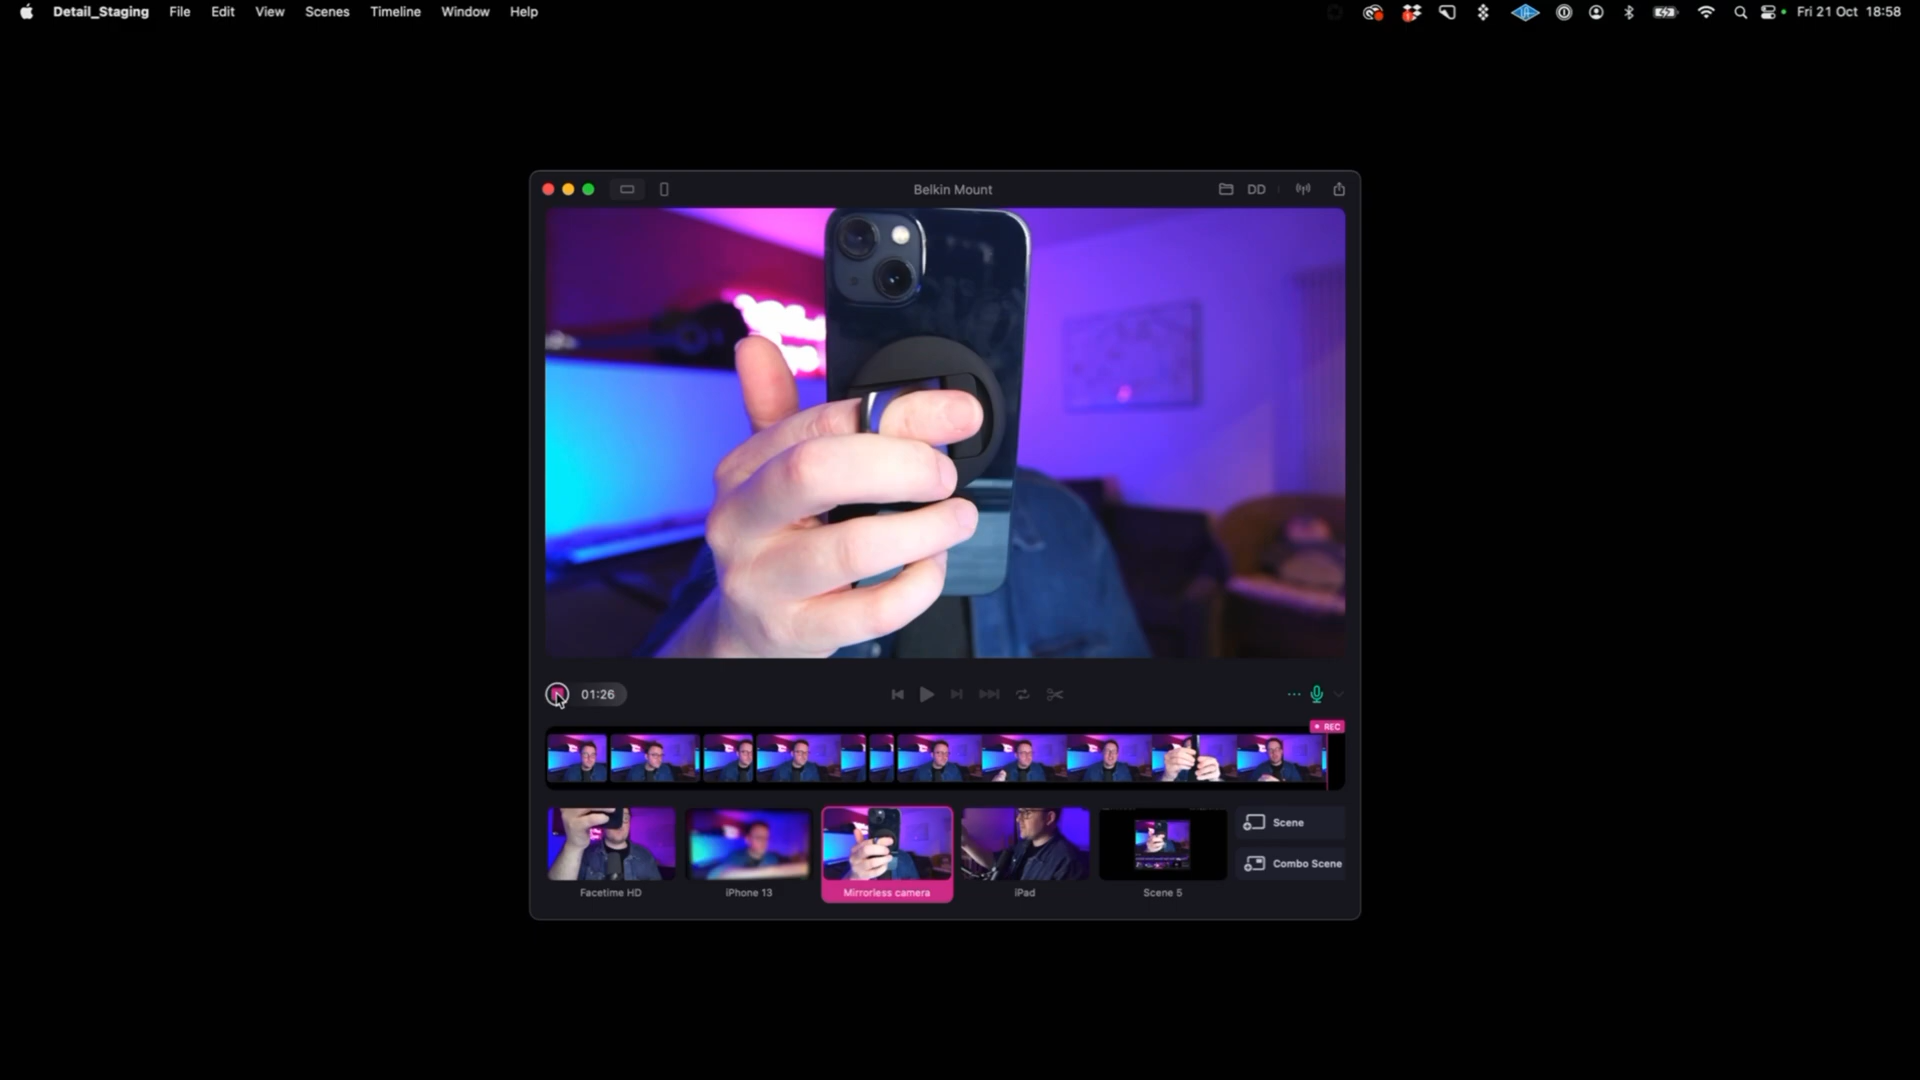 Detail_Staging File Edit View Scenes Timeline Window Help Fri 21 Oct 18:58
Belkin Mount DD
01:26
REC
Scene
Combo Scene
Facetime HD iPhone 13 Mirrorless camera iPad Scene 5